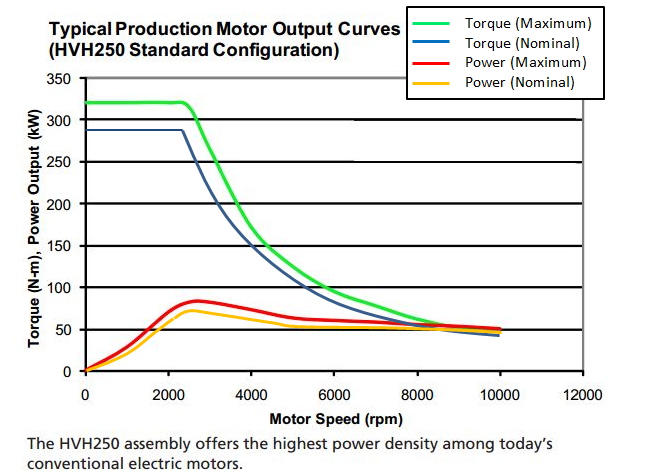 Typical Production Motor Output Curves
(HVH250 Standard Configuration)
Torque (Maximum)
Torque (Nominal)
Power (Maximum)
Power (Nominal)
Torque (N-m), Power Output (kW)
350
300
250
200
150
100
50
0
0 2000 4000 6000 8000 10000 12000
Motor Speed (rpm)
The HVH250 assembly offers the highest power density among today's
conventional electric motors.